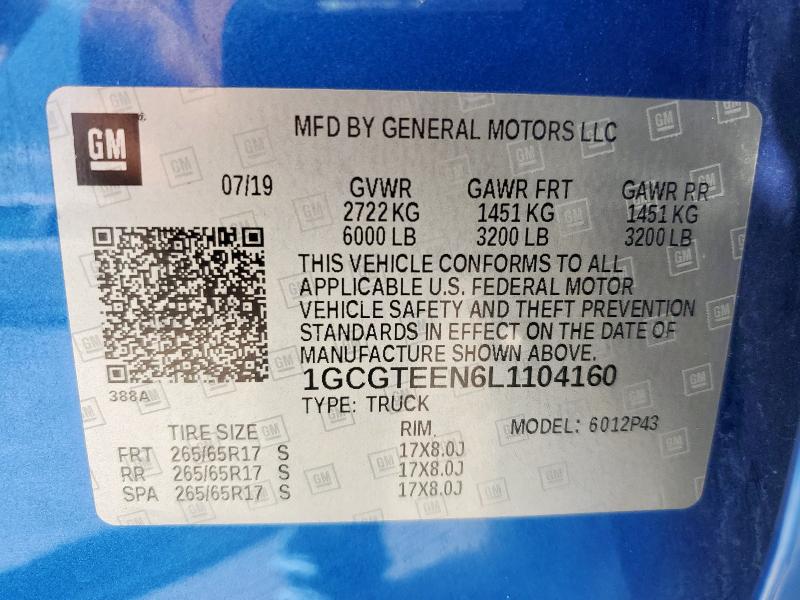 GM
MFD BY GENERAL MOTORS LLC
07/19 GVWR GAWR FRT GAWR RR
2722 KG 1451 KG 1451 KG
6000 LB 3200 LB 3200 LB
THIS VEHICLE CONFORMS TO ALL
APPLICABLE U.S. FEDERAL MOTOR
VEHICLE SAFETY AND THEFT PREVENTION
STANDARDS IN EFFECT ON THE DATE OF
MANUFACTURE SHOWN ABOVE.
388A
1GCGTEEN6L1104160
TYPE: TRUCK
TIRE SIZE RIM MODEL: 6012P43
FRT 265/65R17 S 17X8.0J
RR 265/65R17 S 17X8.0J
SPA 265/65R17 S 17X8.0J